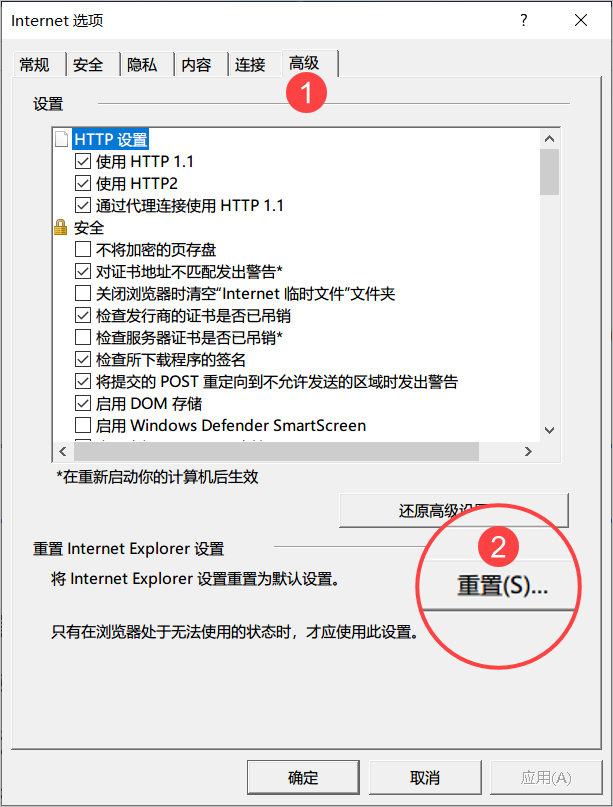 Internet 选项
?
常规 安全 隐私 内容 连接 高级
1
设置
HTTP 设置
使用 HTTP 1.1
使用 HTTP2
通过代理连接使用 HTTP 1.1
安全
不将加密的页存盘
对证书地址不匹配发出警告*
关闭浏览器时清空“Internet 临时文件”文件夹
检查发行商的证书是否已吊销
检查服务器证书是否已吊销*
检查所下载程序的签名
将提交的 POST 重定向到不允许发送的区域时发出警告
启用 DOM 存储
启用 Windows Defender SmartScreen
*在重新启动你的计算机后生效
还原高级设
2
重置 Internet Explorer 设置
将 Internet Explorer 设置重置为默认设置。
重置(S)...
只有在浏览器处于无法使用的状态时，才应使用此设置。
确定 取消 应用(A)